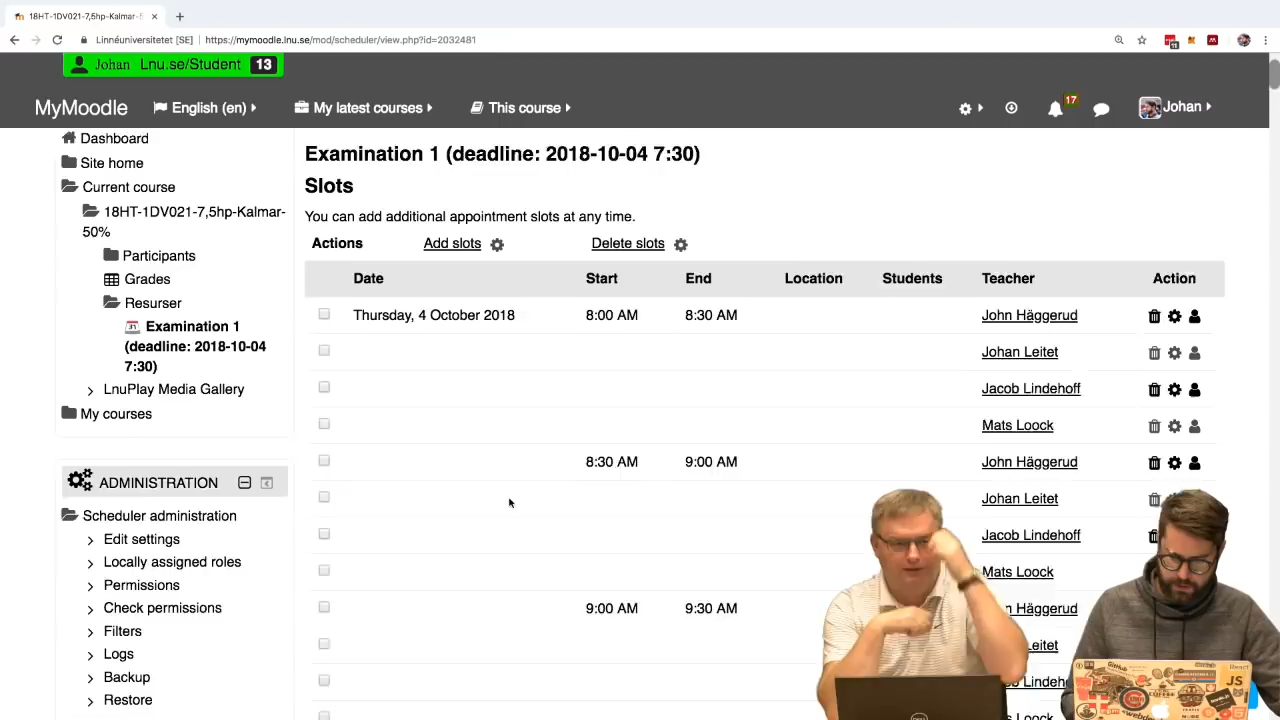 18HT-1DV021-7,5hp-Kalmar-5
Linnéuniversitetet [SE] https://mymoodle.lnu.se/mod/scheduler/view.php?id=2032481
Johan Lnu.se/Student 13
MyMoodle English (en) My latest courses This course 17 Johan
Dashboard
Site home
Current course
18HT-1DV021-7,5hp-Kalmar-
50%
Participants
Grades
Resurser
Examination 1
(deadline: 2018-10-04
7:30)
LnuPlay Media Gallery
My courses
ADMINISTRATION
Scheduler administration
Edit settings
Locally assigned roles
Permissions
Check permissions
Filters
Logs
Backup
Restore
Examination 1 (deadline: 2018-10-04 7:30)
Slots
You can add additional appointment slots at any time.
Actions Add slots Delete slots
Date Start End Location Students Teacher Action
Thursday, 4 October 2018 8:00 AM 8:30 AM John Häggerud
Johan Leitet
Jacob Lindehoff
Mats Loock
8:30 AM 9:00 AM John Häggerud
Johan Leitet
Jacob Lindehoff
Mats Loock
9:00 AM 9:30 AM Häggerud
Leitet
JS